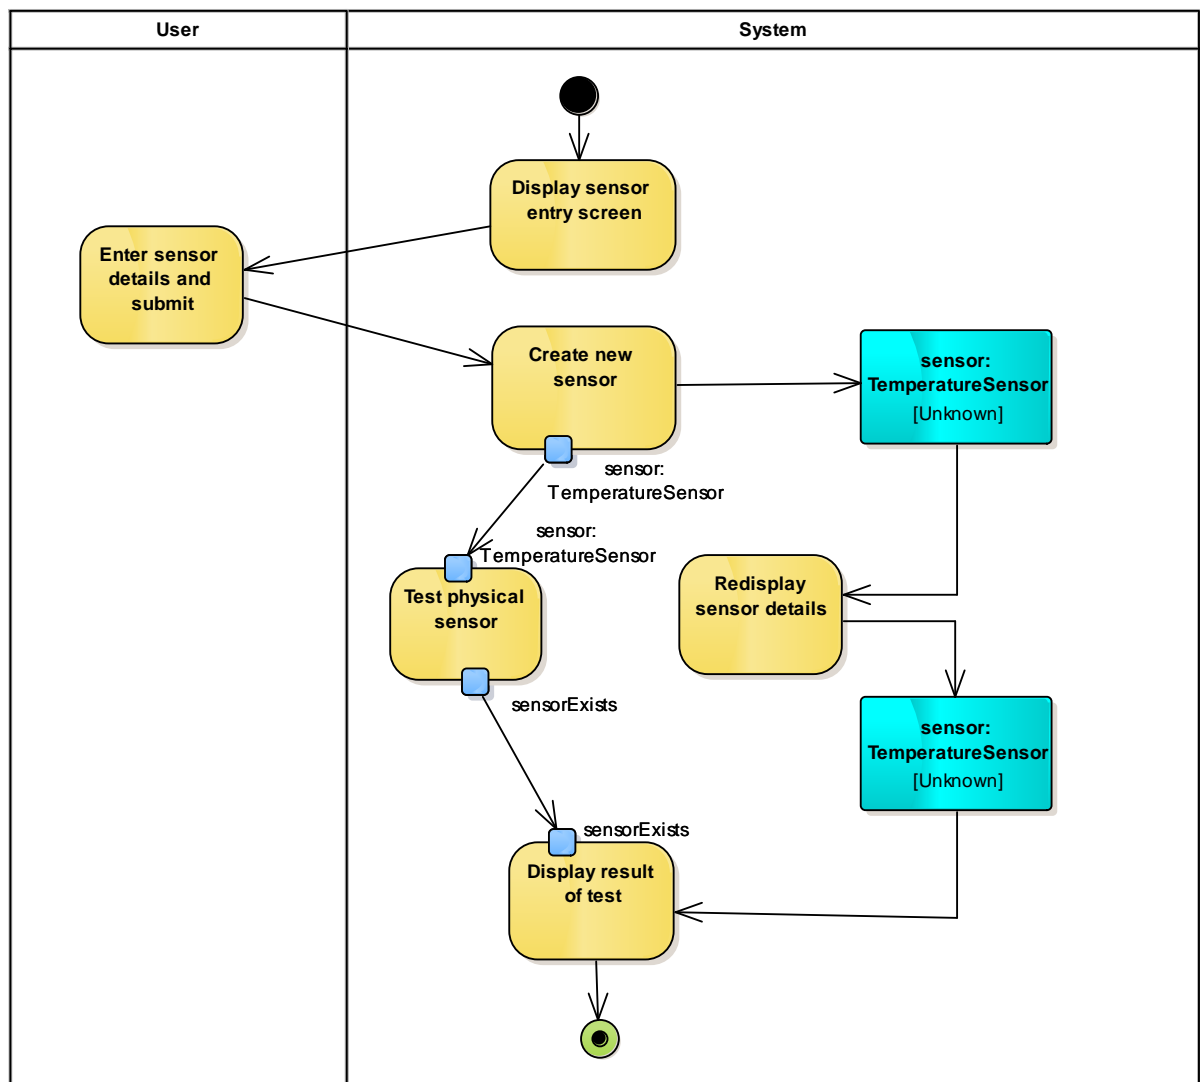 User
System
Display sensor
entry screen
Enter sensor
details and
submit
Create new
sensor
sensor:
TemperatureSensor
[Unknown]
sensor:
TemperatureSensor
sensor:
TemperatureSensor
Test physical
sensor
Redisplay
sensor details
sensorExists
sensor:
TemperatureSensor
[Unknown]
sensorExists
Display result
of test